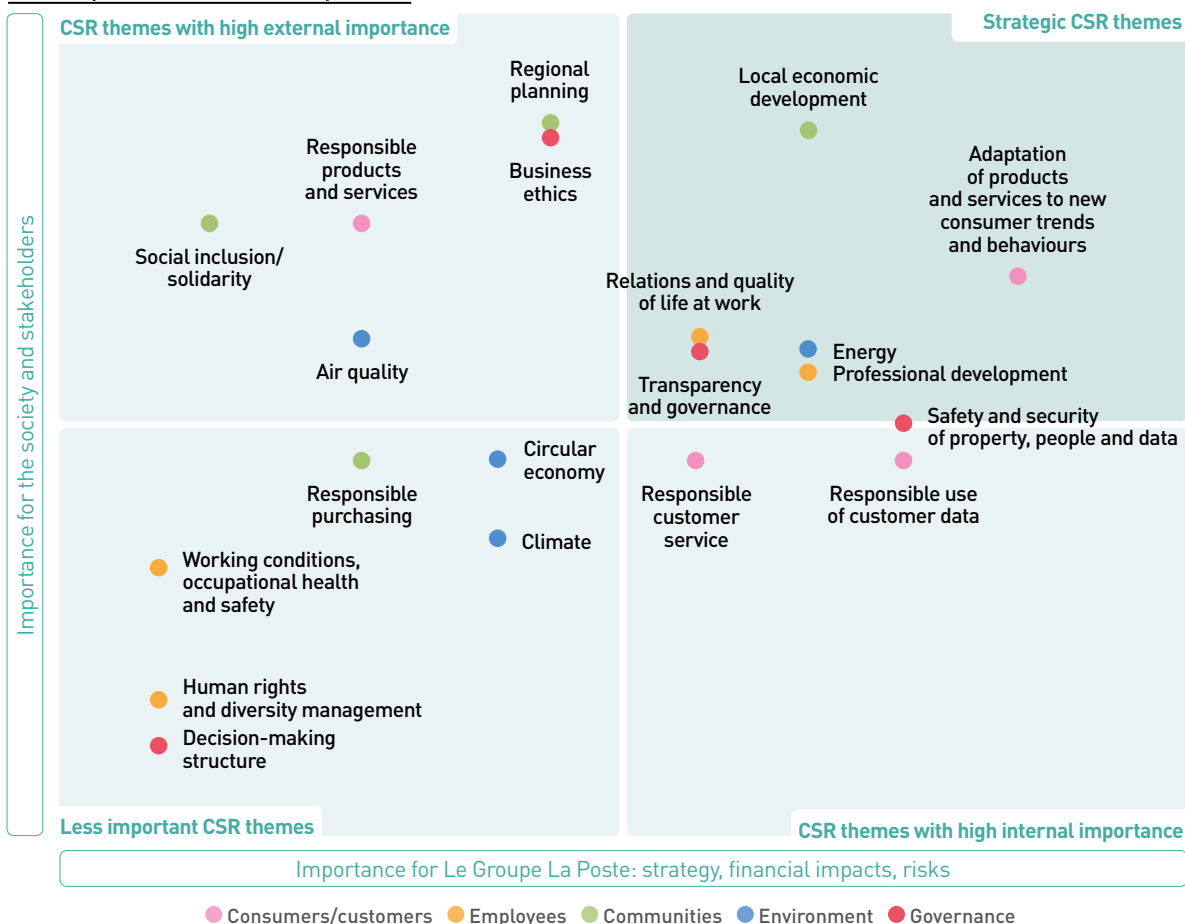 CSR themes with high external importance
Strategic CSR themes
Regional
planning
Local economic
development
Responsible
products
and services
Business
ethics
Adaptation
of products
and services to new
consumer trends
and behaviours
Social inclusion/
solidarity
Relations and quality
of life at work
Air quality
Energy
Professional development
Transparency
and governance
Safety and security
of property, people and data
Circular
economy
Responsible
purchasing
Responsible
customer
service
Responsible use
of customer data
Climate
Working conditions,
occupational health
and safety
Human rights
and diversity management
Decision-making
structure
Less important CSR themes
CSR themes with high internal importance
Importance for the society and stakeholders
Importance for Le Groupe La Poste: strategy, financial impacts, risks
Consumers/customers
Employees
Communities
Environment
Governance